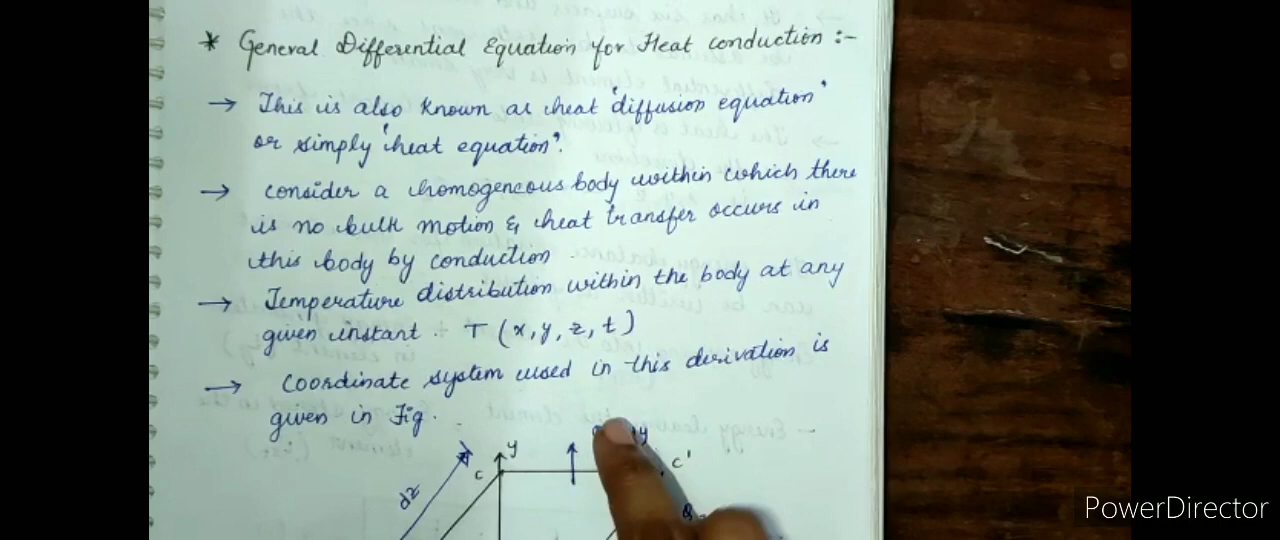 * General Differential Equation for Heat conduction :-
→ This is also known as heat 'diffusion equation'
or simply 'heat equation'.
→ consider a homogeneous body within which there
is no bulk motion & heat transfer occurs in
this body by conduction.
→ Temperature distribution within the body at any
given instant. T (x, y, z, t)
→ Coordinate system used in this derivation is
given in Fig.
y
y
c
c'
dz
PowerDirector